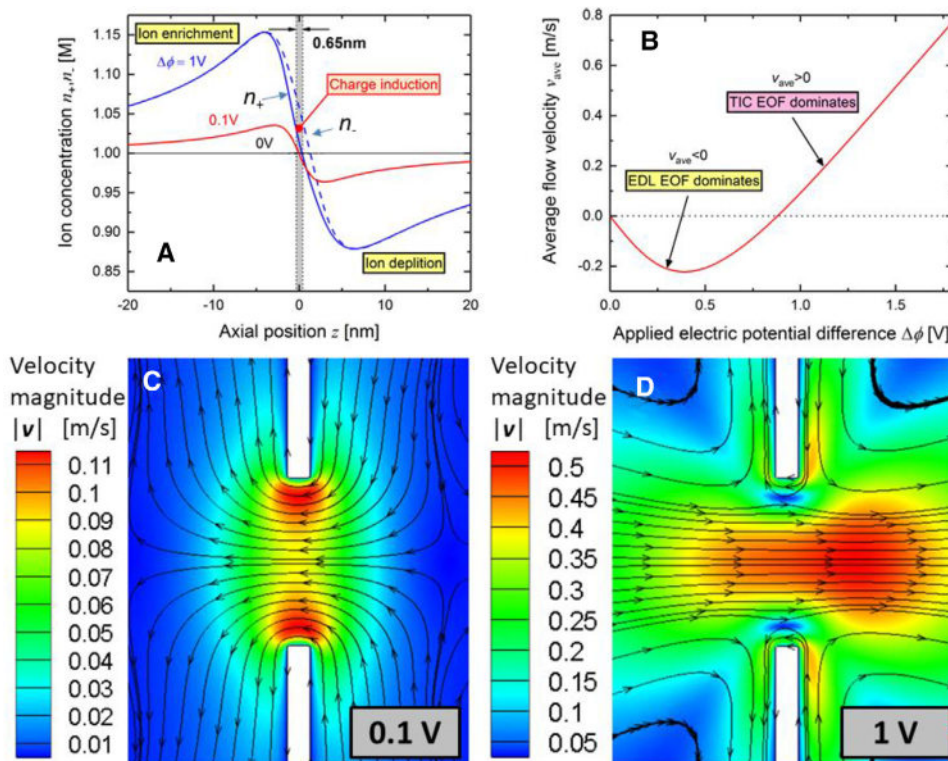 Ion concentration n₊,n₋ [M]
1.15
1.10
1.05
1.00
0.95
0.90
0.85
Ion enrichment
Δϕ = 1V
0.65nm
Charge induction
n₊
n₋
0.1V
0V
A
Ion deplition
-20
-10
0
10
20
Axial position z [nm]
Average flow velocity vave [m/s]
0.8
0.6
0.4
0.2
0.0
-0.2
B
vave>0
TIC EOF dominates
vave<0
EDL EOF dominates
0.0
0.5
1.0
1.5
Applied electric potential difference Δϕ [V]
Velocity
magnitude
|v| [m/s]
0.11
0.1
0.09
0.08
0.07
0.06
0.05
0.04
0.03
0.02
0.01
C
0.1 V
Velocity
magnitude
|v| [m/s]
0.5
0.45
0.4
0.35
0.3
0.25
0.2
0.15
0.1
0.05
D
1 V